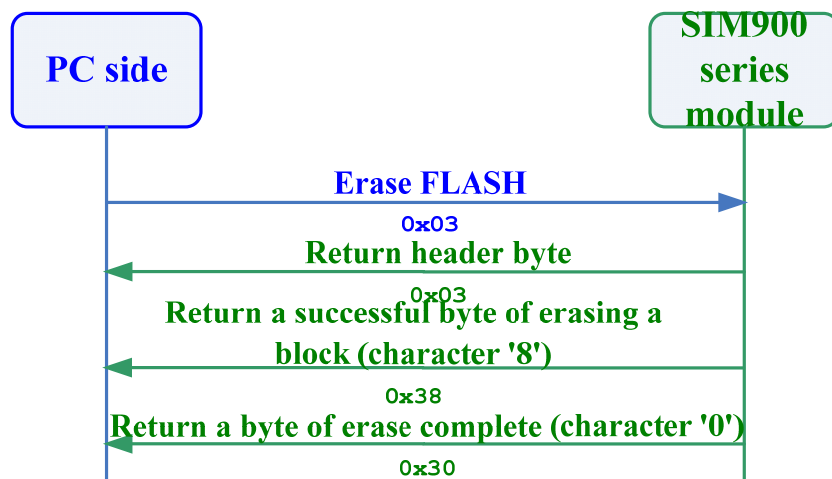 PC side
SIM900
series
module
Erase FLASH
0x03
Return header byte
0x03
Return a successful byte of erasing a
block (character '8')
0x38
Return a byte of erase complete (character '0')
0x30